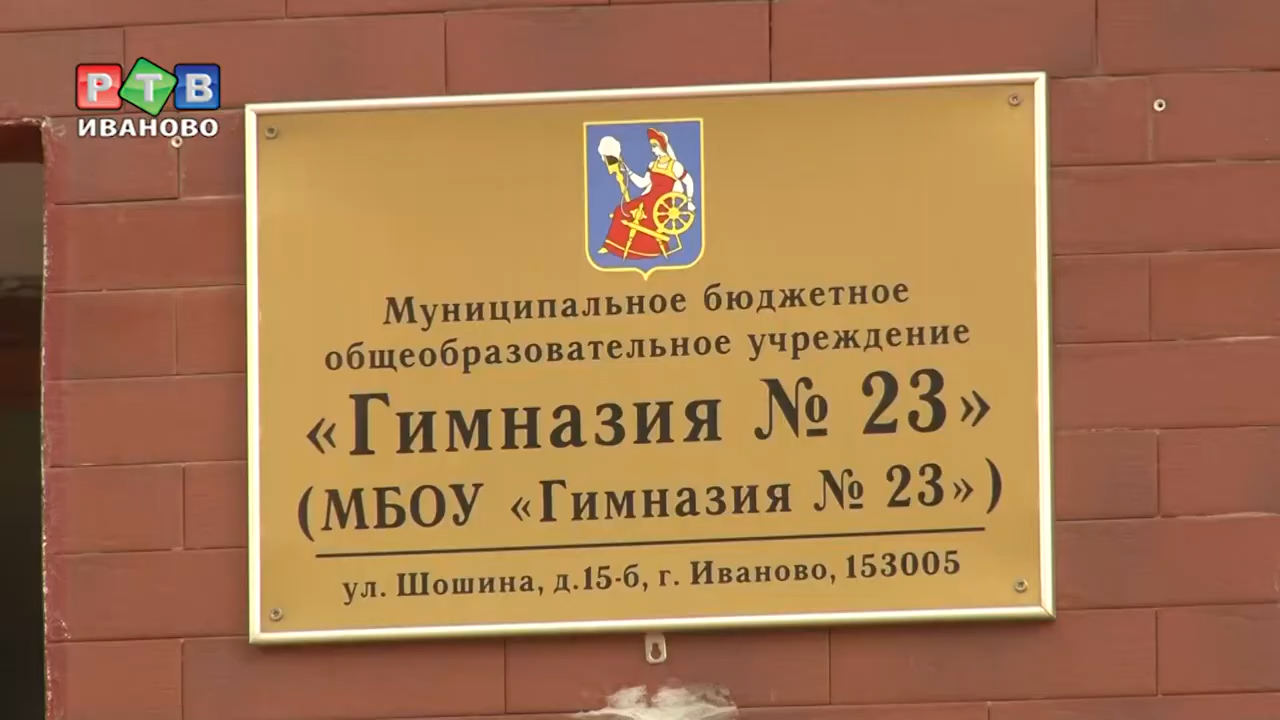 РТВ
ИВАНОВО
Муниципальное бюджетное
общеобразовательное учреждение
«Гимназия № 23»
(МБОУ «Гимназия № 23»)
ул. Шошина, д.15-б, г. Иваново, 153005